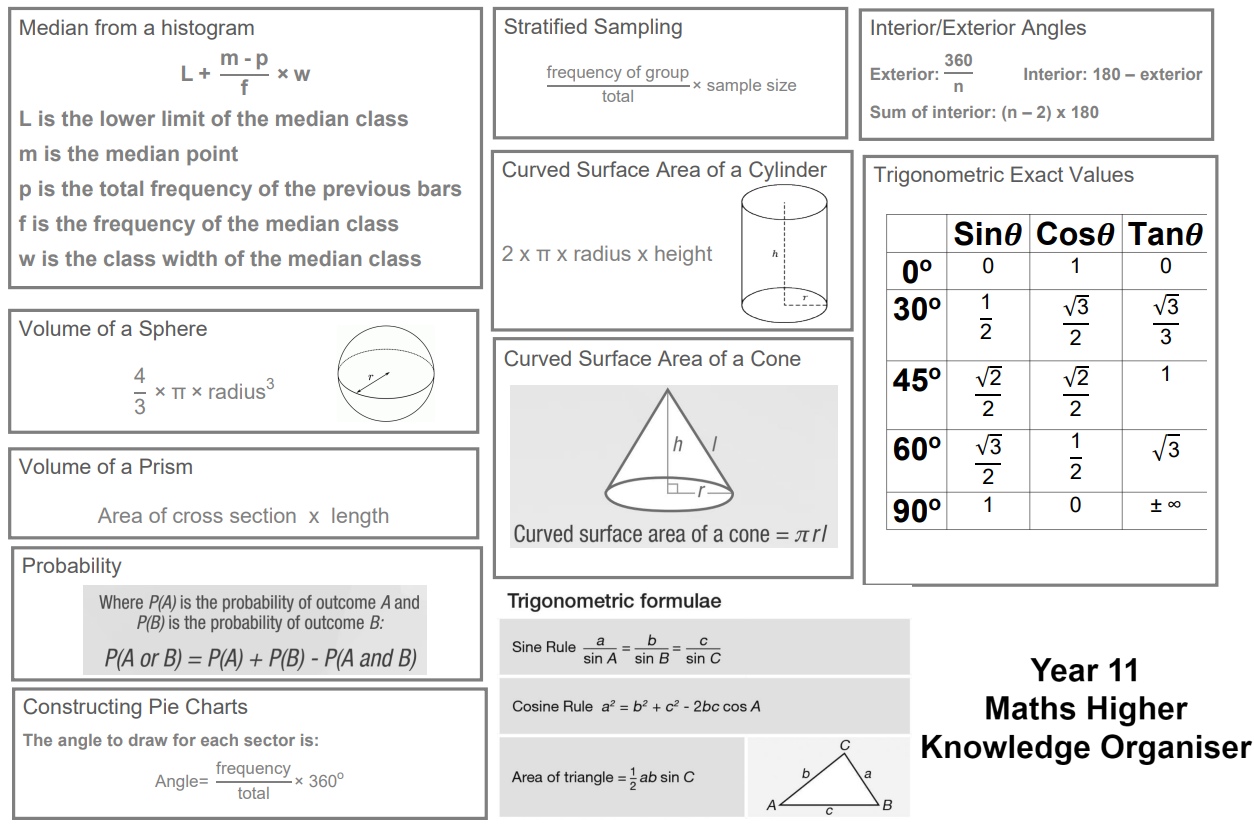 Median from a histogram
L + (m - p)/f × w
L is the lower limit of the median class
m is the median point
p is the total frequency of the previous bars
f is the frequency of the median class
w is the class width of the median class
Volume of a Sphere
4/3 × π × radius³
r
Volume of a Prism
Area of cross section x length
Probability
Where P(A) is the probability of outcome A and
P(B) is the probability of outcome B:
P(A or B) = P(A) + P(B) - P(A and B)
Constructing Pie Charts
The angle to draw for each sector is:
Angle= frequency/total × 360°
Stratified Sampling
frequency of group/total × sample size
Curved Surface Area of a Cylinder
2 x π x radius x height
h
r
Curved Surface Area of a Cone
h l
r
Curved surface area of a cone = πrl
Trigonometric formulae
Sine Rule a/sin A = b/sin B = c/sin C
Cosine Rule a² = b² + c² - 2bc cos A
Area of triangle = 1/2 ab sin C
C
b a
A B
c
Interior/Exterior Angles
Exterior: 360/n Interior: 180 – exterior
Sum of interior: (n – 2) x 180
Trigonometric Exact Values
Sinθ Cosθ Tanθ
0º 0 1 0
30º 1/2 √3/2 √3/3
45º √2/2 √2/2 1
60º √3/2 1/2 √3
90º 1 0 ± ∞
Year 11
Maths Higher
Knowledge Organiser